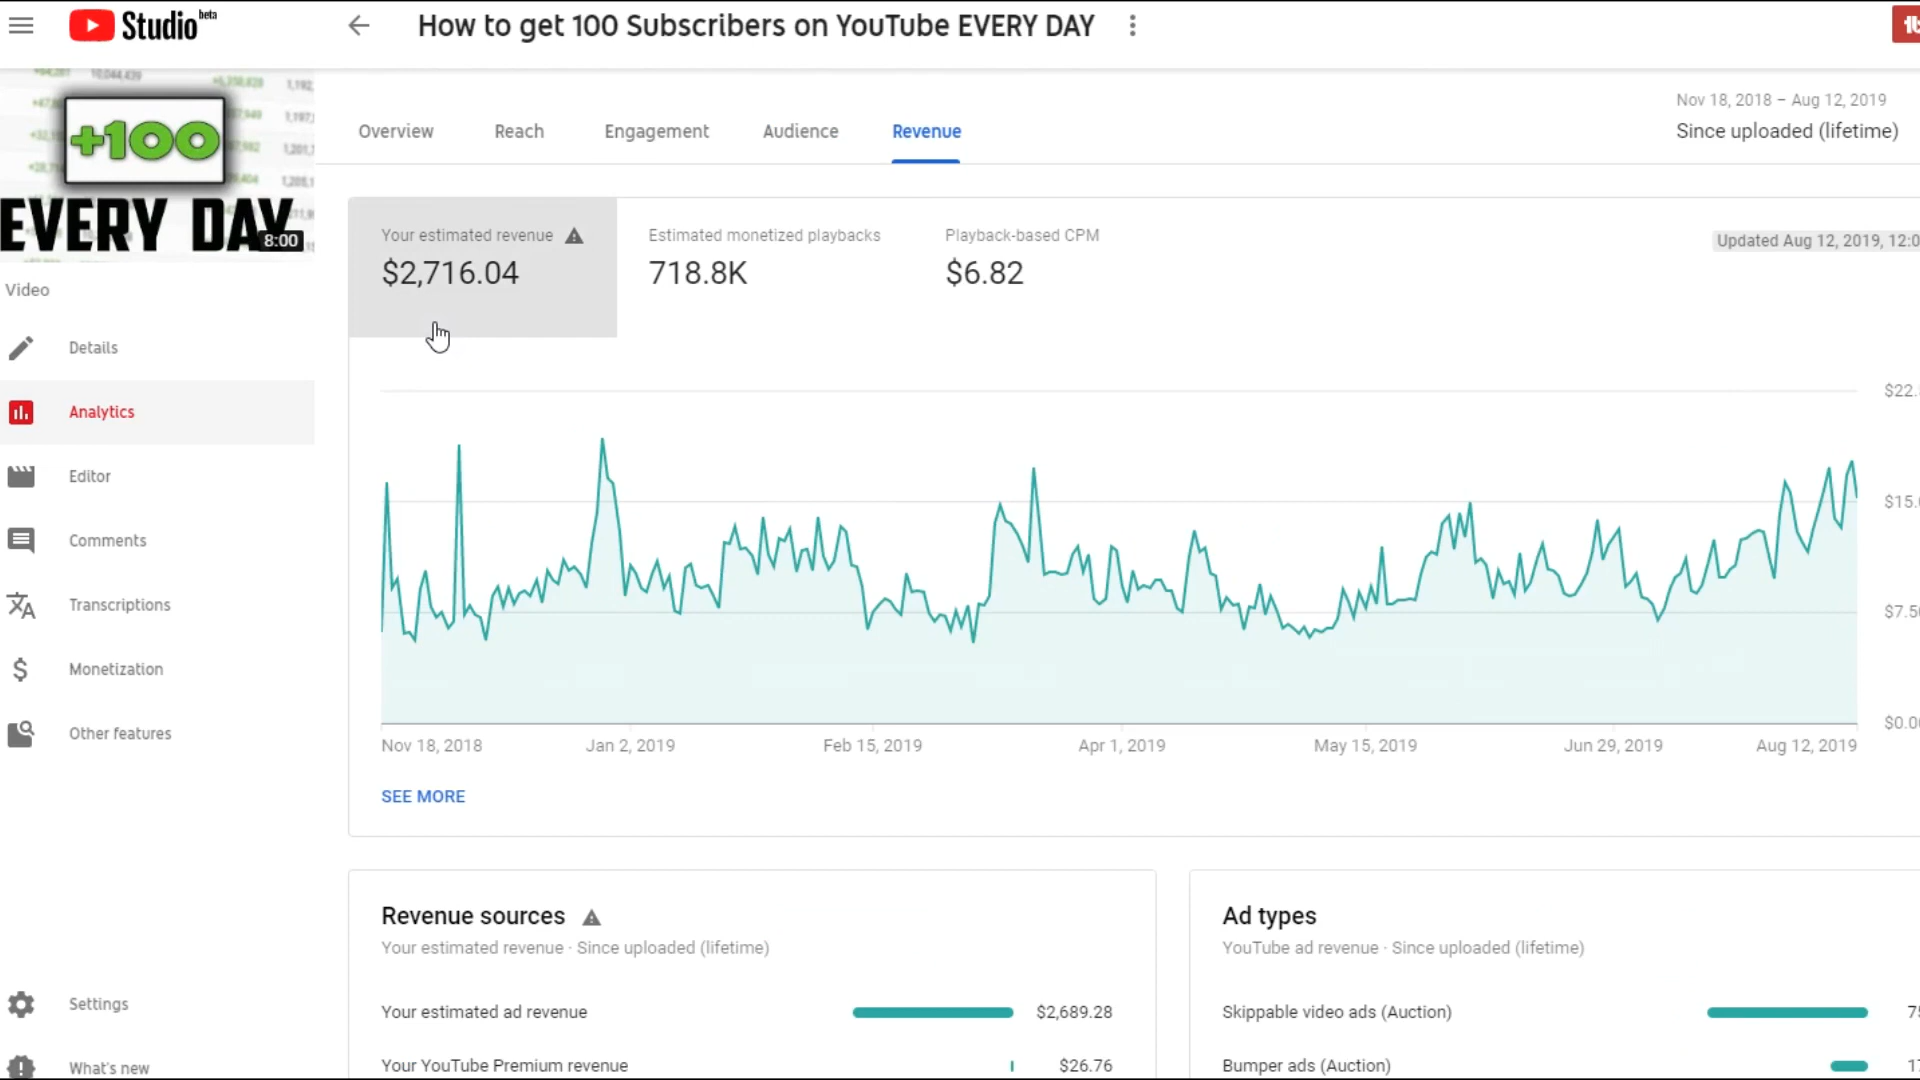 Studio beta
How to get 100 Subscribers on YouTube EVERY DAY
+100
EVERY DAY
8:00
Video
Details
Analytics
Editor
Comments
Transcriptions
Monetization
Other features
Settings
What's new
Overview Reach Engagement Audience Revenue
Nov 18, 2018 – Aug 12, 2019
Since uploaded (lifetime)
Your estimated revenue
$2,716.04
Estimated monetized playbacks
718.8K
Playback-based CPM
$6.82
Updated Aug 12, 2019, 12:0
$22.
$15.
$7.5
$0.0
Nov 18, 2018 Jan 2, 2019 Feb 15, 2019 Apr 1, 2019 May 15, 2019 Jun 29, 2019 Aug 12, 2019
SEE MORE
Revenue sources
Your estimated revenue · Since uploaded (lifetime)
Your estimated ad revenue $2,689.28
Your YouTube Premium revenue $26.76
Ad types
YouTube ad revenue · Since uploaded (lifetime)
Skippable video ads (Auction) 7
Bumper ads (Auction) 1